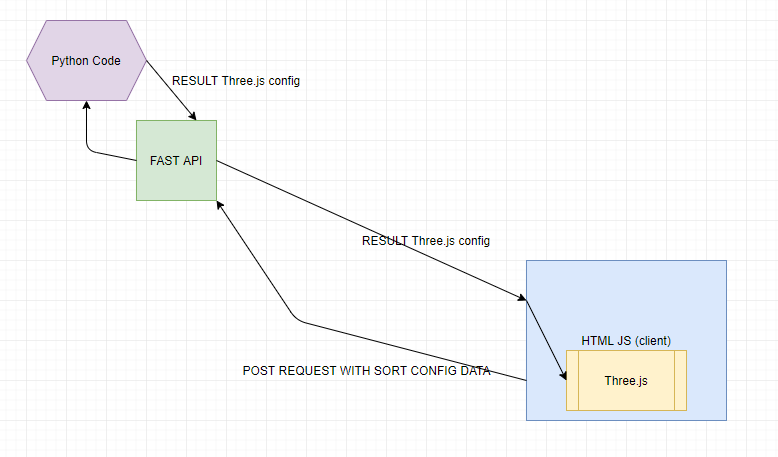 Python Code
RESULT Three.js config
FAST API
RESULT Three.js config
HTML JS (client)
POST REQUEST WITH SORT CONFIG DATA
Three.js